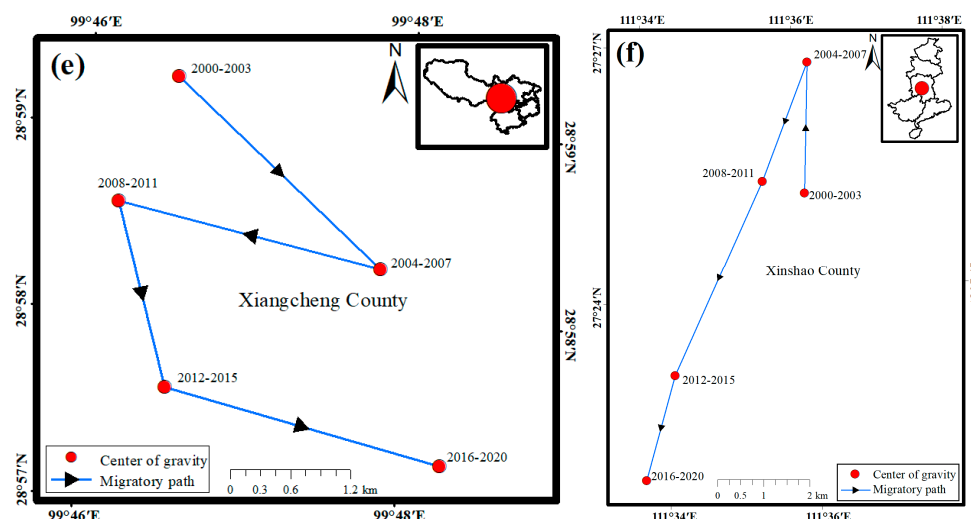 99°46'E
99°48'E
111°34'E
111°36'E
111°38'E
(e)
N
2000-2003
28°59'N
28°59'N
2008-2011
2004-2007
Xiangcheng County
28°58'N
28°58'N
2012-2015
2016-2020
Center of gravity
Migratory path
0 0.3 0.6 1.2 km
28°57'N
99°46'E
99°48'E
(f)
N
27°27'N
2004-2007
2008-2011
2000-2003
Xinshao County
27°24'N
2012-2015
2016-2020
Center of gravity
Migratory path
0 0.5 1 2 km
111°34'E
111°36'E